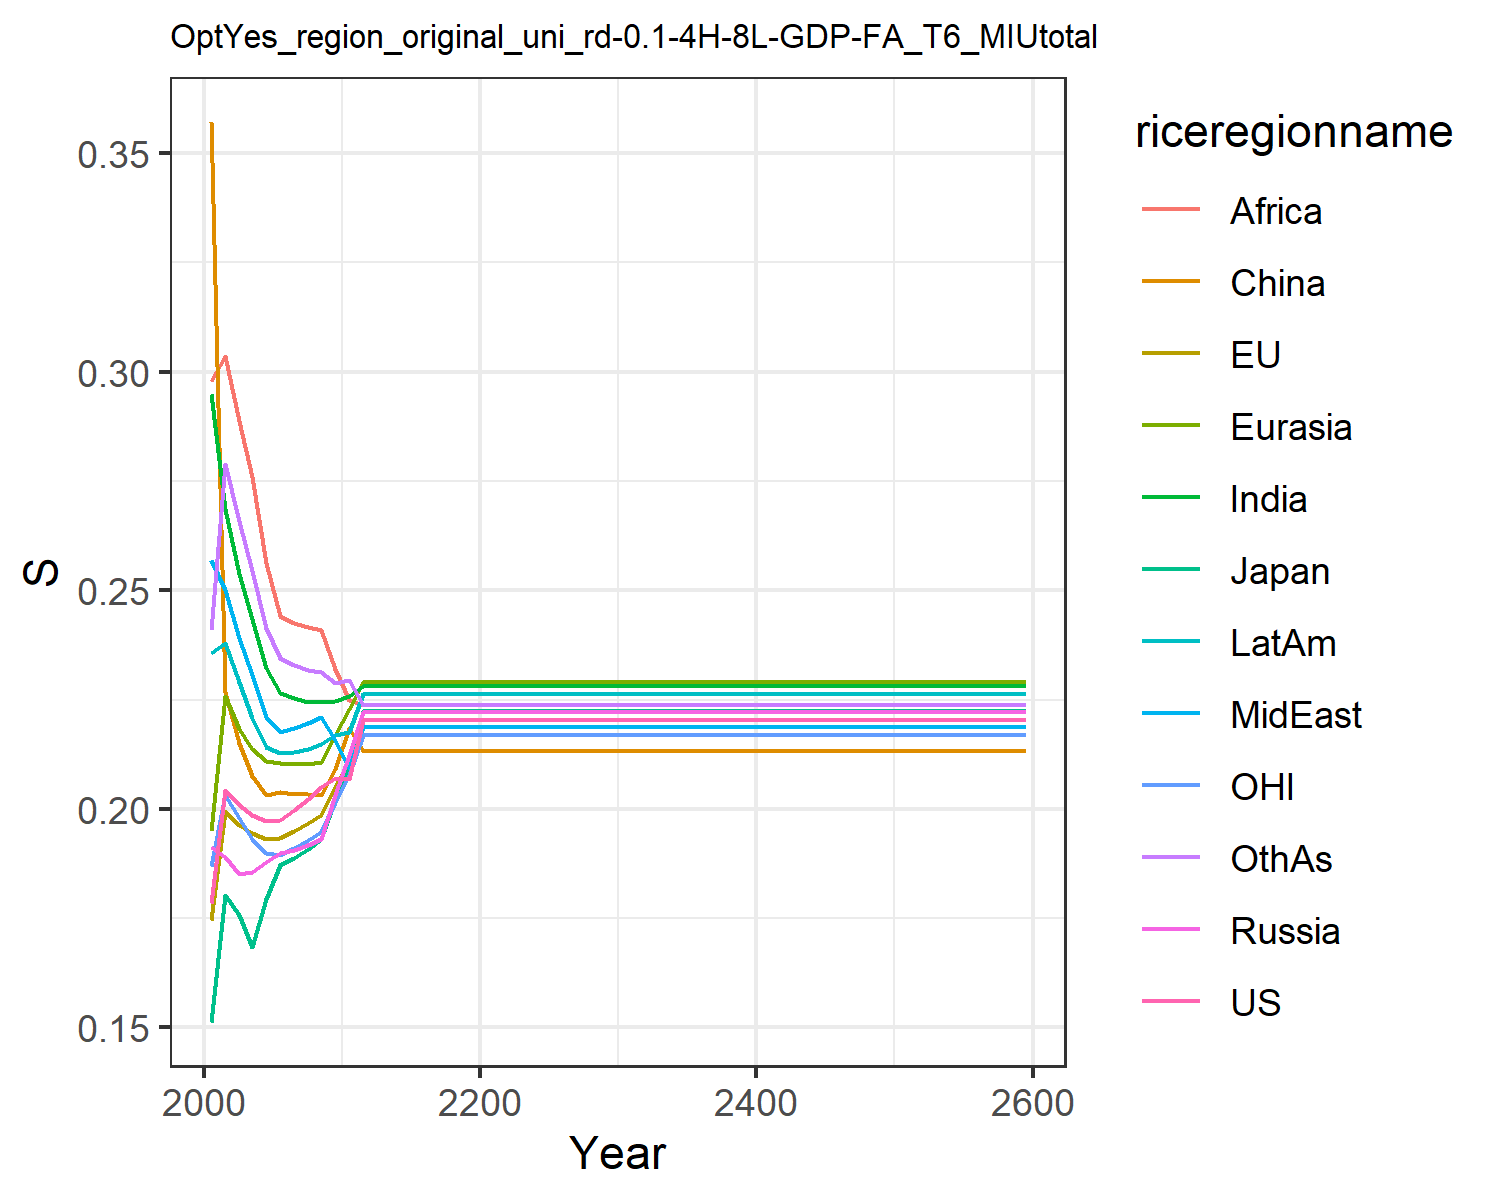 OptYes_region_original_uni_rd-0.1-4H-8L-GDP-FA_T6_MIUtotal
S
0.35
0.30
0.25
0.20
0.15
2000 2200 2400 2600
Year
riceregionname
Africa
China
EU
Eurasia
India
Japan
LatAm
MidEast
OHI
OthAs
Russia
US